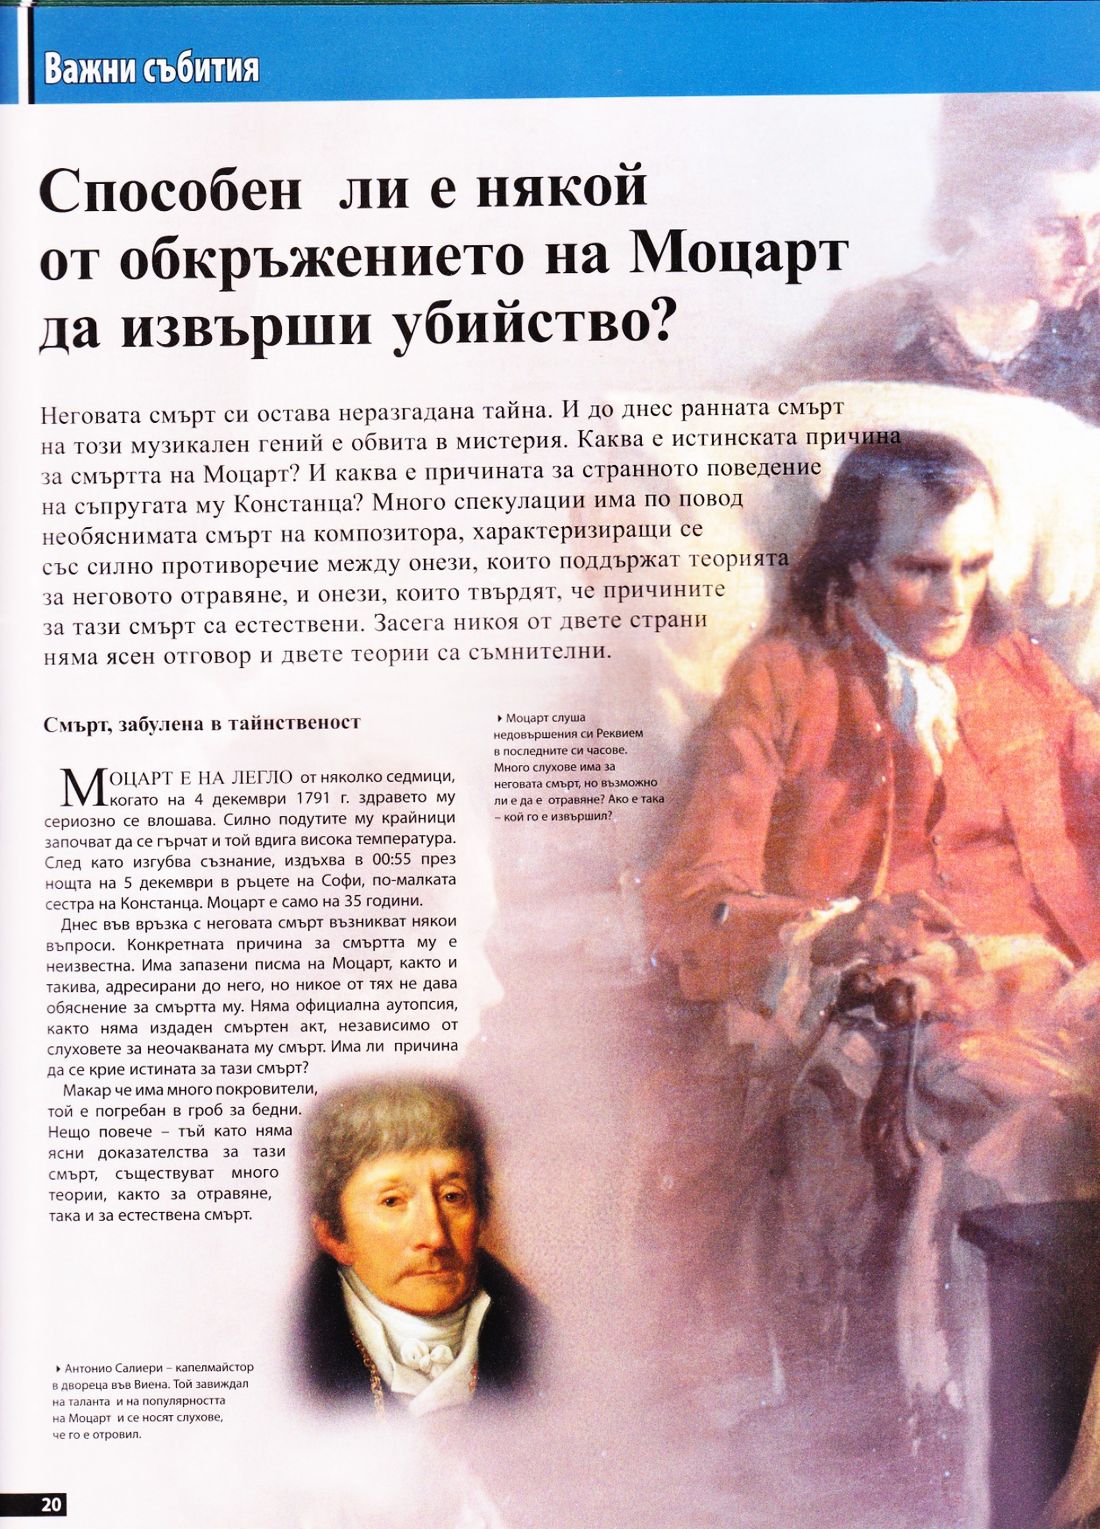 Важни събития
Способен ли е някой
от обкръжението на Моцарт
да извърши убийство?
Неговата смърт си остава неразгадана тайна. И до днес ранната смърт
на този музикален гений е обвита в мистерия. Каква е истинската причина
за смъртта на Моцарт? И каква е причината за странното поведение
на съпругата му Констанца? Много спекулации има по повод
необяснимата смърт на композитора, характеризиращи се
със силно противоречие между онези, които поддържат теорията
за неговото отравяне, и онези, които твърдят, че причините
за тази смърт са естествени. Засега никоя от двете страни
няма ясен отговор и двете теории са съмнителни.
Смърт, забулена в тайнственост
МОЦАРТ Е НА ЛЕГЛО от няколко седмици,
когато на 4 декември 1791 г. здравето му
сериозно се влошава. Силно подутите му крайници
започват да се гърчат и той вдига висока температура.
След като изгубва съзнание, издъхва в 00:55 през
нощта на 5 декември в ръцете на Софи, по-малката
сестра на Констанца. Моцарт е само на 35 години.
Днес във връзка с неговата смърт възникват някои
въпроси. Конкретната причина за смъртта му е
неизвестна. Има запазени писма на Моцарт, както и
такива, адресирани до него, но никое от тях не дава
обяснение за смъртта му. Няма официална аутопсия,
както няма издаден смъртен акт, независимо от
слуховете за неочакваната му смърт. Има ли причина
да се крие истината за тази смърт?
Макар че има много покровители,
той е погребан в гроб за бедни.
Нещо повече – тъй като няма
ясни доказателства за тази
смърт, съществуват много
теории, както за отравяне,
така и за естествена смърт.
Моцарт слуша
недовършения си Реквием
в последните си часове.
Много слухове има за
неговата смърт, но възможно
ли е да е отравяне? Ако е така
– кой го е извършил?
Антонио Салиери – капелмайстор
в двореца във Виена. Той завиждал
на таланта и на популярността
на Моцарт и се носят слухове,
че го е отровил.
20